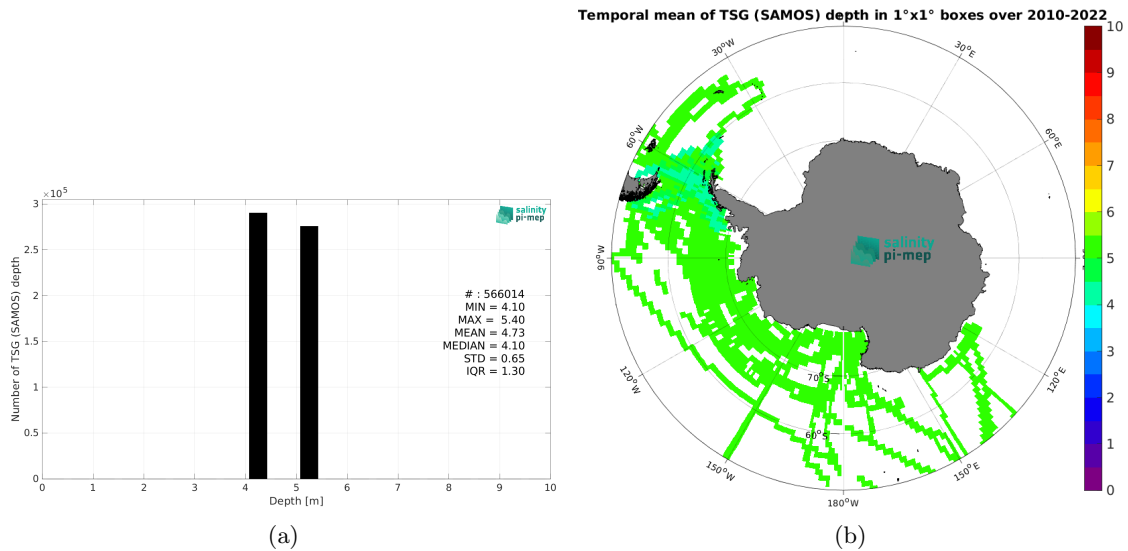 ×10⁵
3
2.5
2
1.5
1
0.5
0
0 1 2 3 4 5 6 7 8 9 10
Depth [m]
Number of TSG (SAMOS) depth
salinity
pi-mep
# : 566014
MIN = 4.10
MAX = 5.40
MEAN = 4.73
MEDIAN = 4.10
STD = 0.65
IQR = 1.30
(a)
Temporal mean of TSG (SAMOS) depth in 1°x1° boxes over 2010-2022
30°W
30°E
60°W
60°E
90°W
salinity
pi-mep
120°W
120°E
70°S
60°S
150°W
150°E
180°W
10
9
8
7
6
5
4
3
2
1
0
(b)